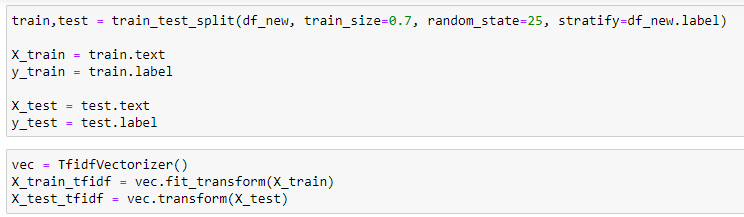 train,test = train_test_split(df_new, train_size=0.7, random_state=25, stratify=df_new.label)
X_train = train.text
y_train = train.label
X_test = test.text
y_test = test.label
vec = TfidfVectorizer()
X_train_tfidf = vec.fit_transform(X_train)
X_test_tfidf = vec.transform(X_test)